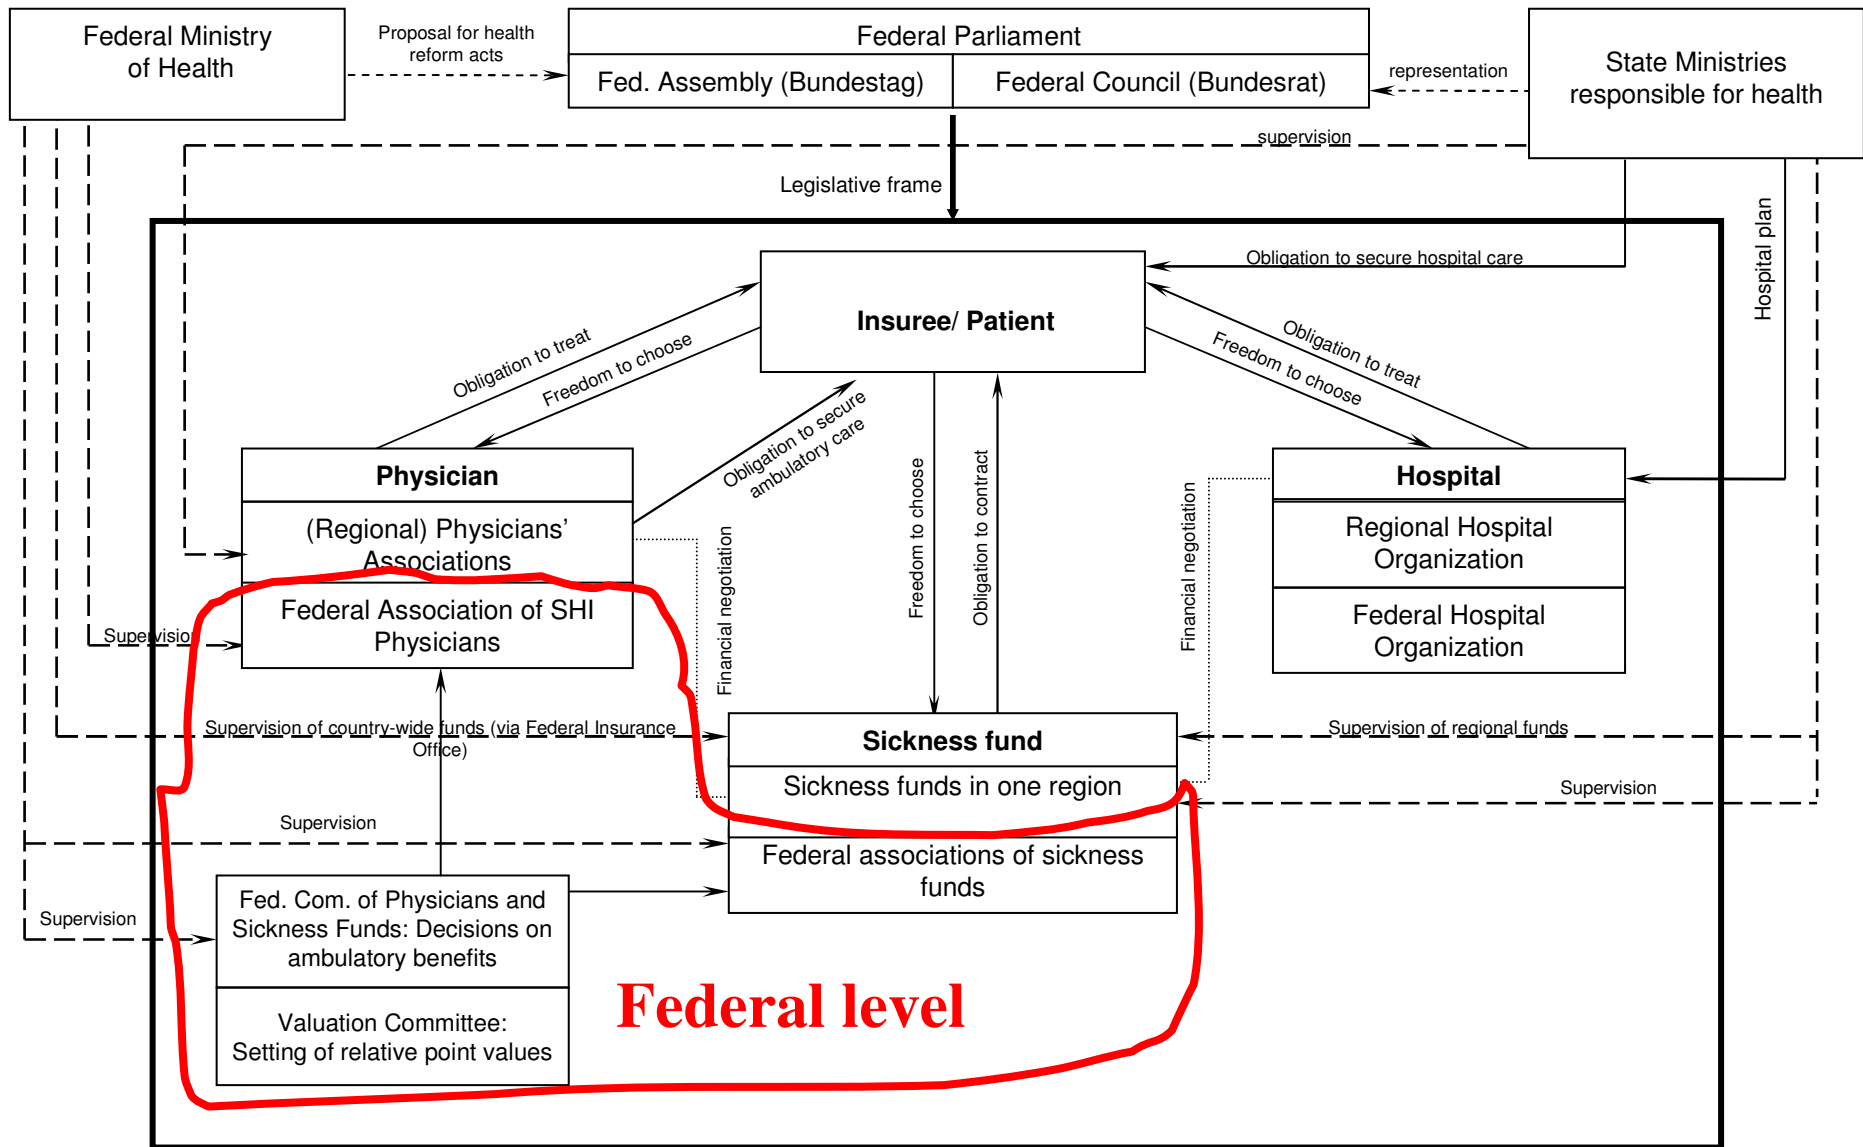 Federal Ministry
of Health
Proposal for health
reform acts
Federal Parliament
Fed. Assembly (Bundestag)
Federal Council (Bundesrat)
representation
State Ministries
responsible for health
supervision
Legislative frame
Hospital plan
Obligation to secure hospital care
Insuree/ Patient
Obligation to treat
Freedom to choose
Obligation to secure
ambulatory care
Obligation to treat
Freedom to choose
Physician
(Regional) Physicians’
Associations
Federal Association of SHI
Physicians
Supervision
Financial negotiation
Freedom to choose
Obligation to contract
Financial negotiation
Hospital
Regional Hospital
Organization
Federal Hospital
Organization
Supervision of country-wide funds (via Federal Insurance
Office)
Sickness fund
Sickness funds in one region
Federal associations of sickness
funds
Supervision of regional funds
Supervision
Supervision
Supervision
Fed. Com. of Physicians and
Sickness Funds: Decisions on
ambulatory benefits
Valuation Committee:
Setting of relative point values
Federal level